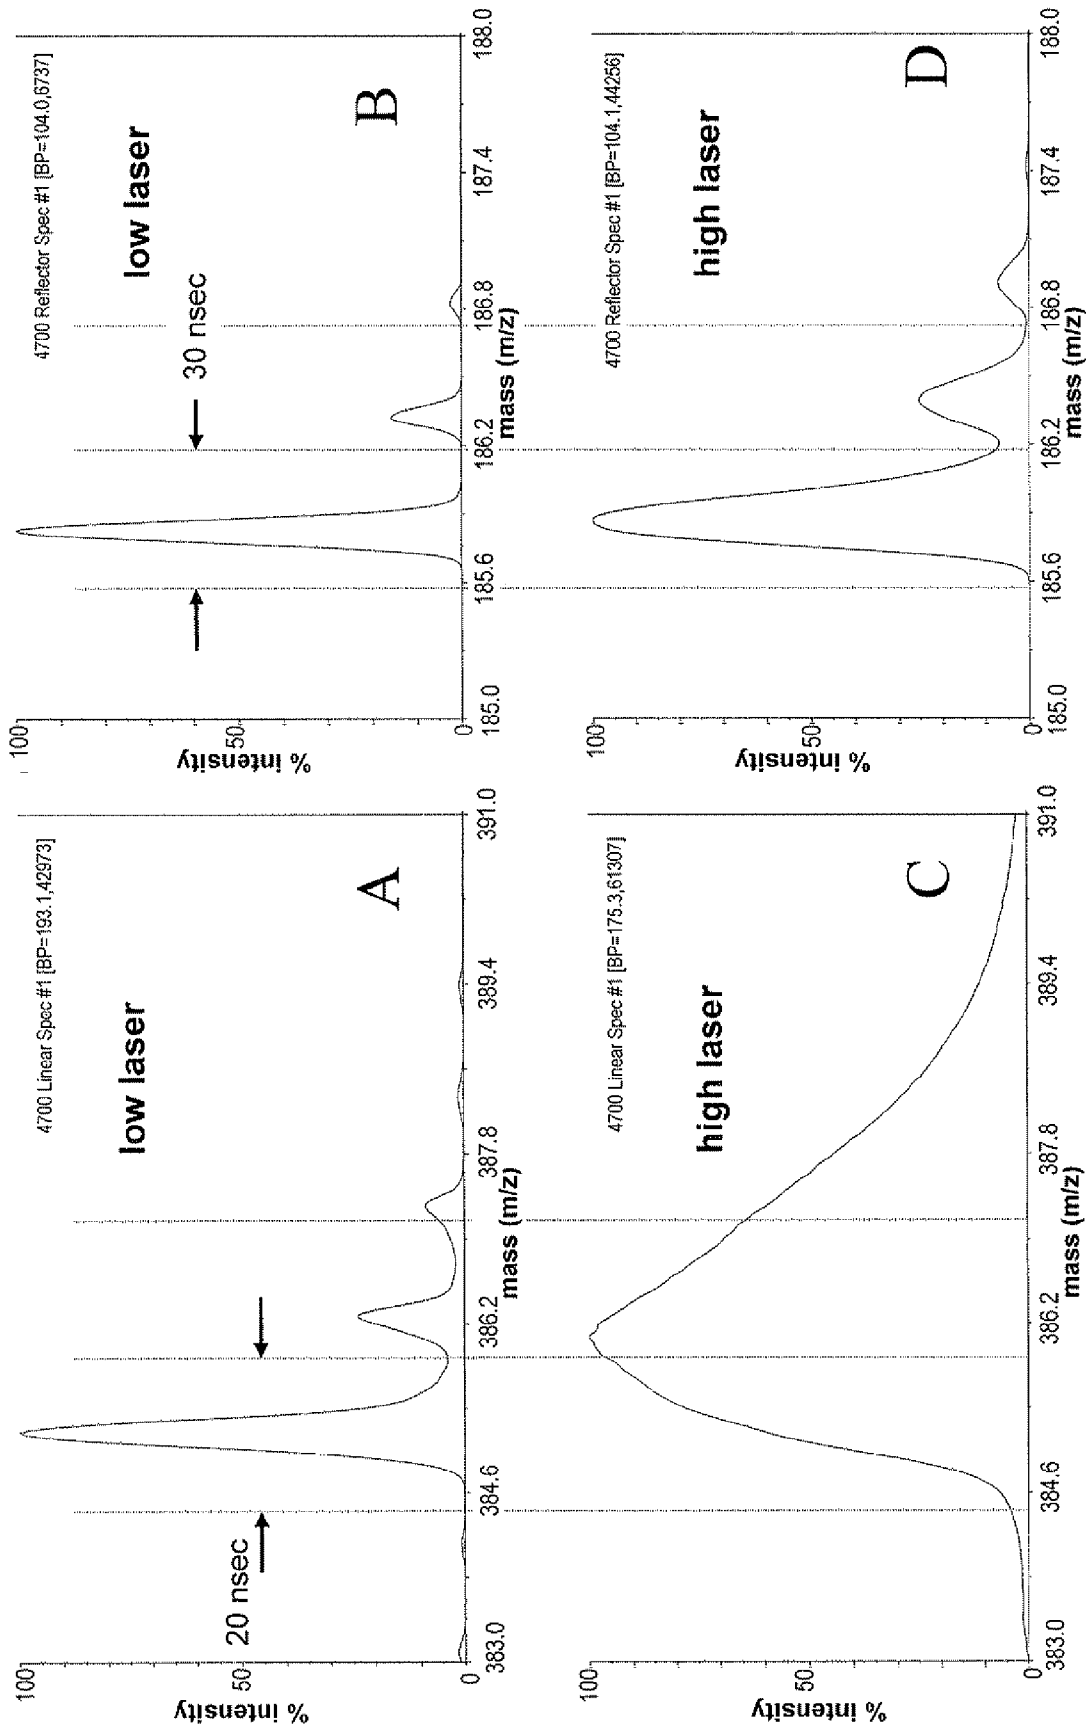 4700 Linear Spec #1 [BP=193.1,42973]
low laser
A
20 nsec
100
50
0
% intensity
383.0 384.6 386.2 387.8 389.4 391.0
mass (m/z)
4700 Reflector Spec #1 [BP=104.0,6737]
low laser
B
30 nsec
100
50
0
% intensity
185.0 185.6 186.2 186.8 187.4 188.0
mass (m/z)
4700 Linear Spec #1 [BP=175.3,61307]
high laser
C
100
50
0
% intensity
383.0 384.6 386.2 387.8 389.4 391.0
mass (m/z)
4700 Reflector Spec #1 [BP=104.1,44256]
high laser
D
100
50
0
% intensity
185.0 185.6 186.2 186.8 187.4 188.0
mass (m/z)